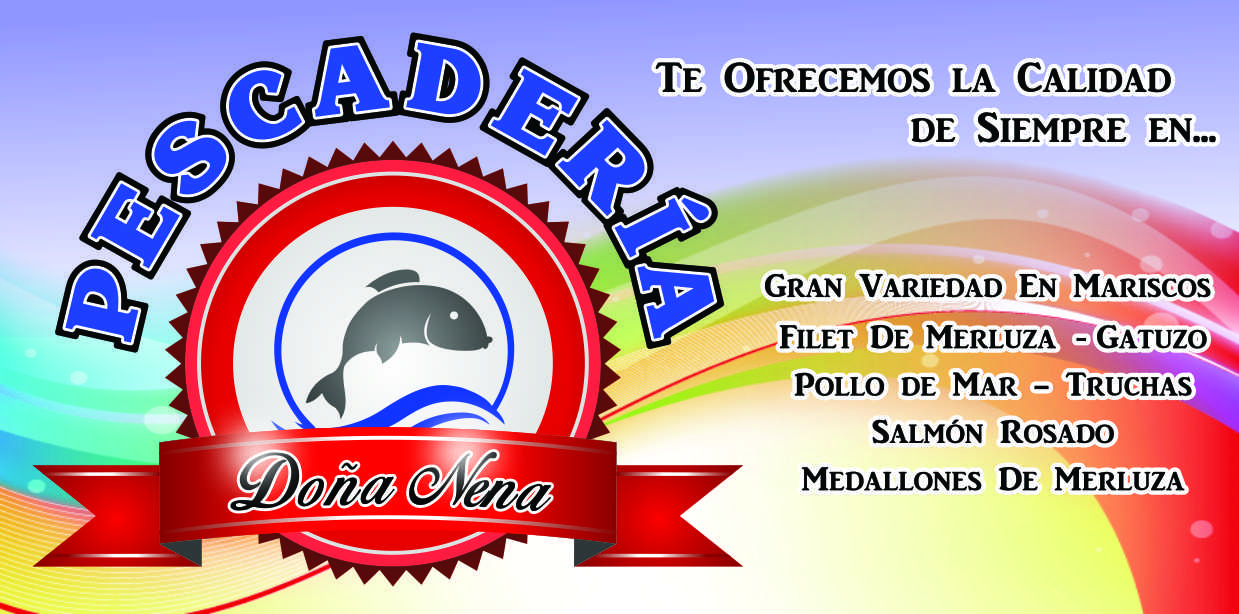 PESCADERÍA
Doña Nena
Te Ofrecemos la Calidad
de Siempre en...
Gran Variedad En Mariscos
Filet De Merluza - Gatuzo
Pollo de Mar – Truchas
Salmón Rosado
Medallones De Merluza